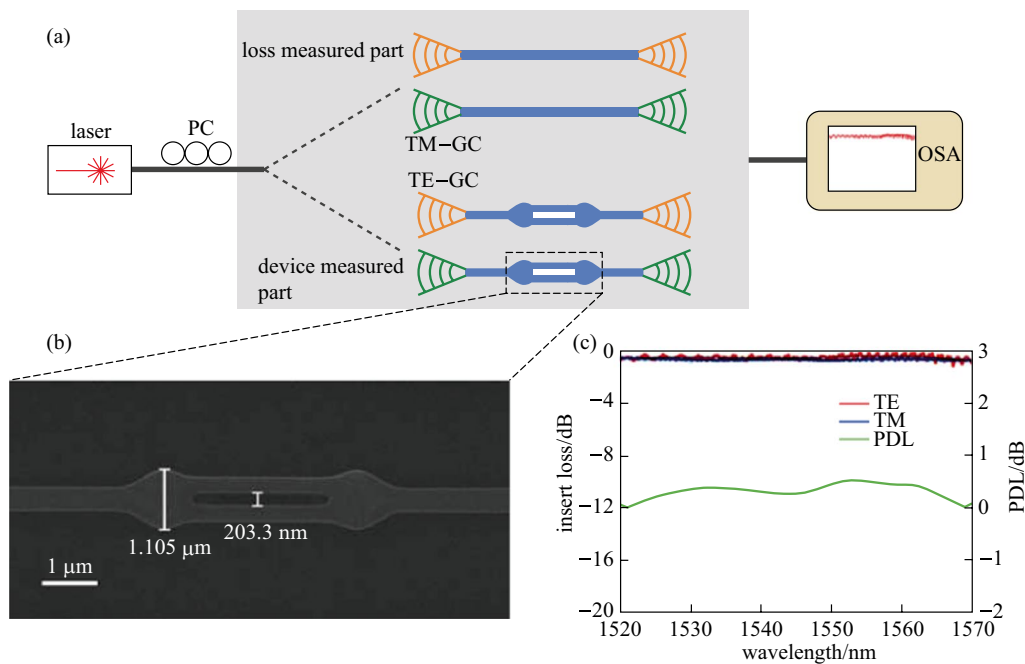 (a)
loss measured part
laser
PC
TM−GC
TE−GC
OSA
device measured
part
(b)
1.105 μm
203.3 nm
1 μm
(c)
0
−4
−8
−12
−16
−20
insert loss/dB
TE
TM
PDL
3
2
1
0
−1
−2
PDL/dB
1520
1530
1540
1550
1560
1570
wavelength/nm